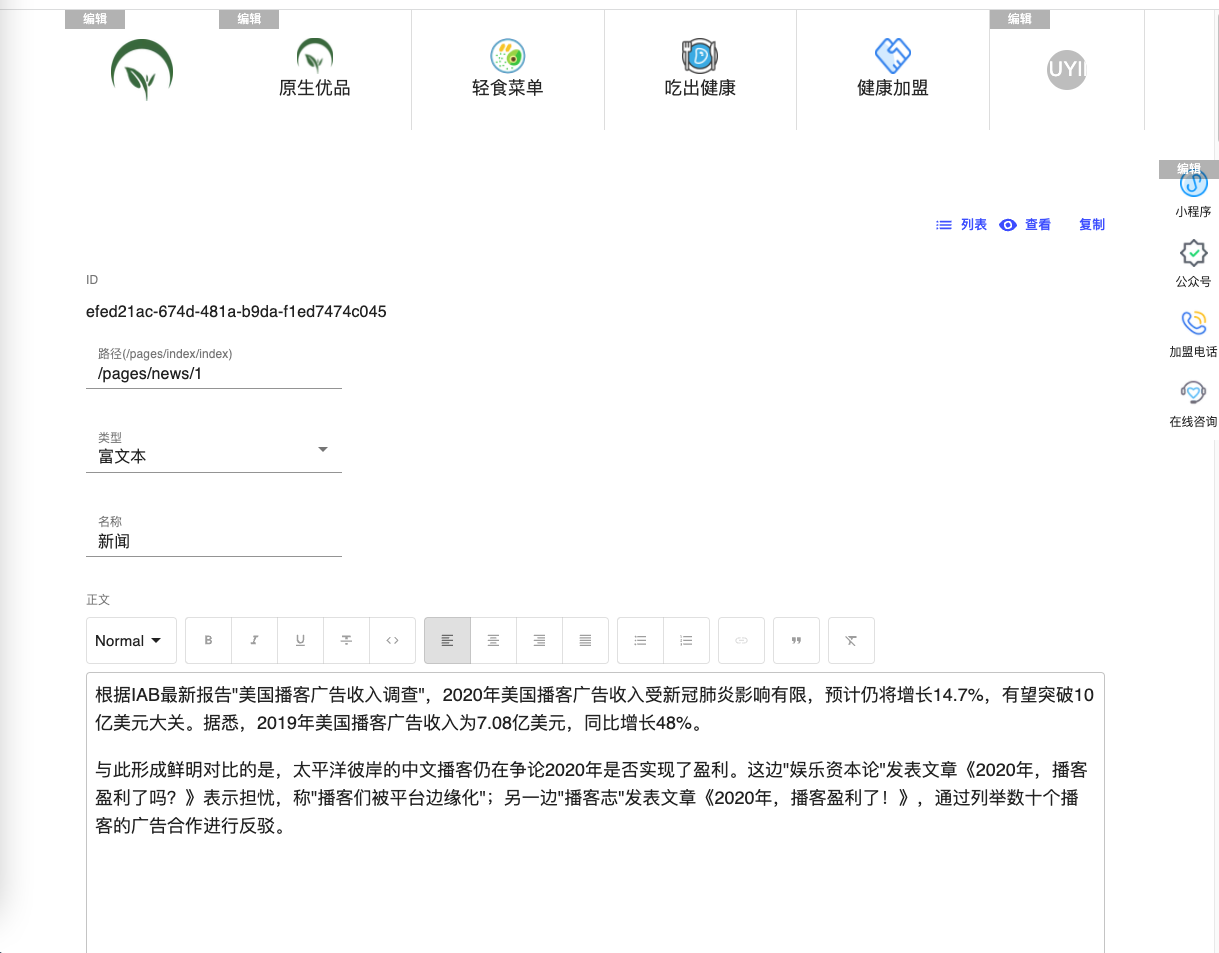 编辑
编辑
编辑
原生优品
轻食菜单
吃出健康
健康加盟
UYI
编辑
小程序
公众号
加盟电话
在线咨询
列表 查看 复制
ID
efed21ac-674d-481a-b9da-f1ed7474c045
路径(/pages/index/index)
/pages/news/1
类型
富文本
名称
新闻
正文
Normal B I U <>
根据IAB最新报告"美国播客广告收入调查"，2020年美国播客广告收入受新冠肺炎影响有限，预计仍将增长14.7%，有望突破10
亿美元大关。据悉，2019年美国播客广告收入为7.08亿美元，同比增长48%。
与此形成鲜明对比的是，太平洋彼岸的中文播客仍在争论2020年是否实现了盈利。这边"娱乐资本论"发表文章《2020年，播客
盈利了吗？》表示担忧，称"播客们被平台边缘化"；另一边"播客志"发表文章《2020年，播客盈利了！》，通过列举数十个播
客的广告合作进行反驳。